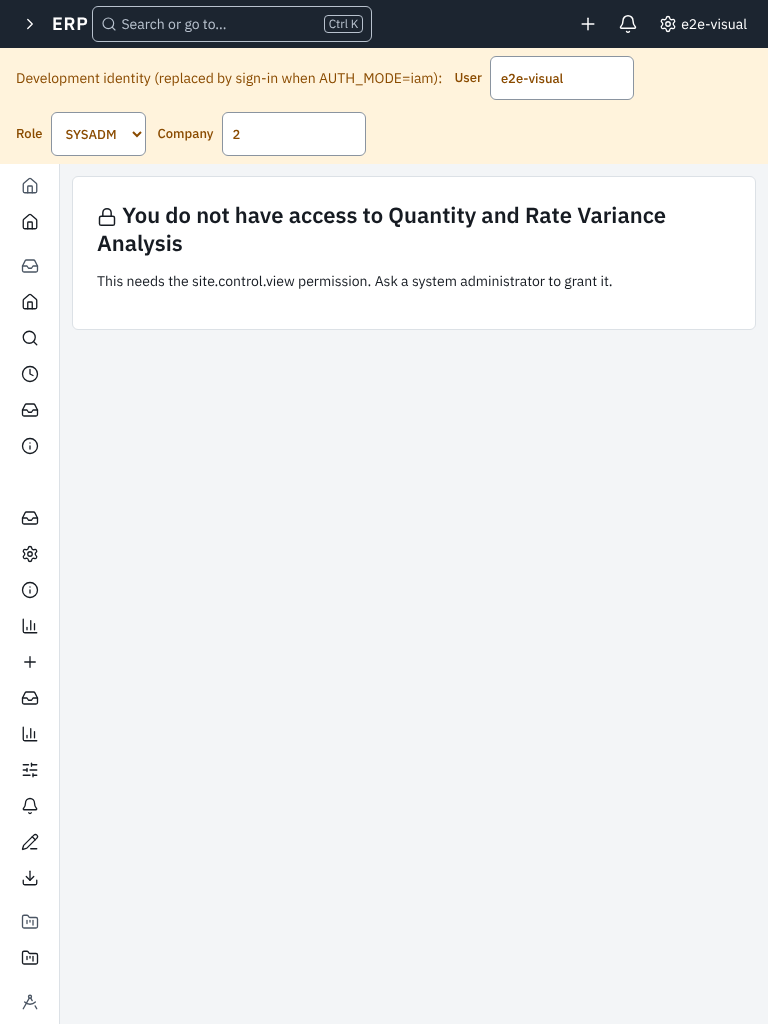 ERP
Search or go to...
Ctrl K
e2e-visual
Development identity (replaced by sign-in when AUTH_MODE=iam):
User
e2e-visual
Role
SYSADM
Company
2
You do not have access to Quantity and Rate Variance
Analysis
This needs the site.control.view permission. Ask a system administrator to grant it.